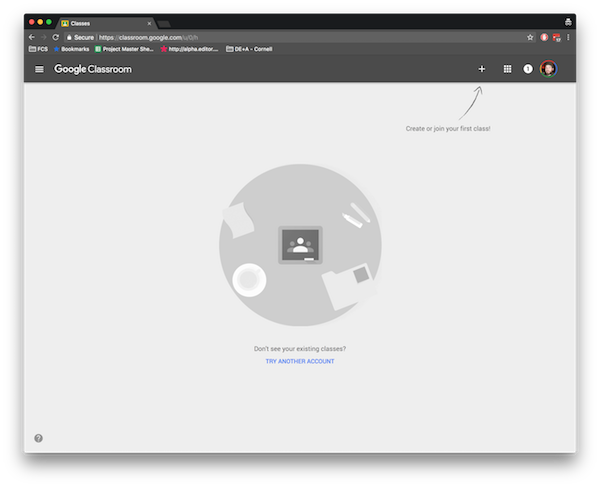 Classes
Secure https://classroom.google.com/u/0/h
FCS Bookmarks Project Master She... http://alpha.editor.... DE+A - Cornell
Google Classroom
1
Create or join your first class!
Don't see your existing classes?
TRY ANOTHER ACCOUNT
?